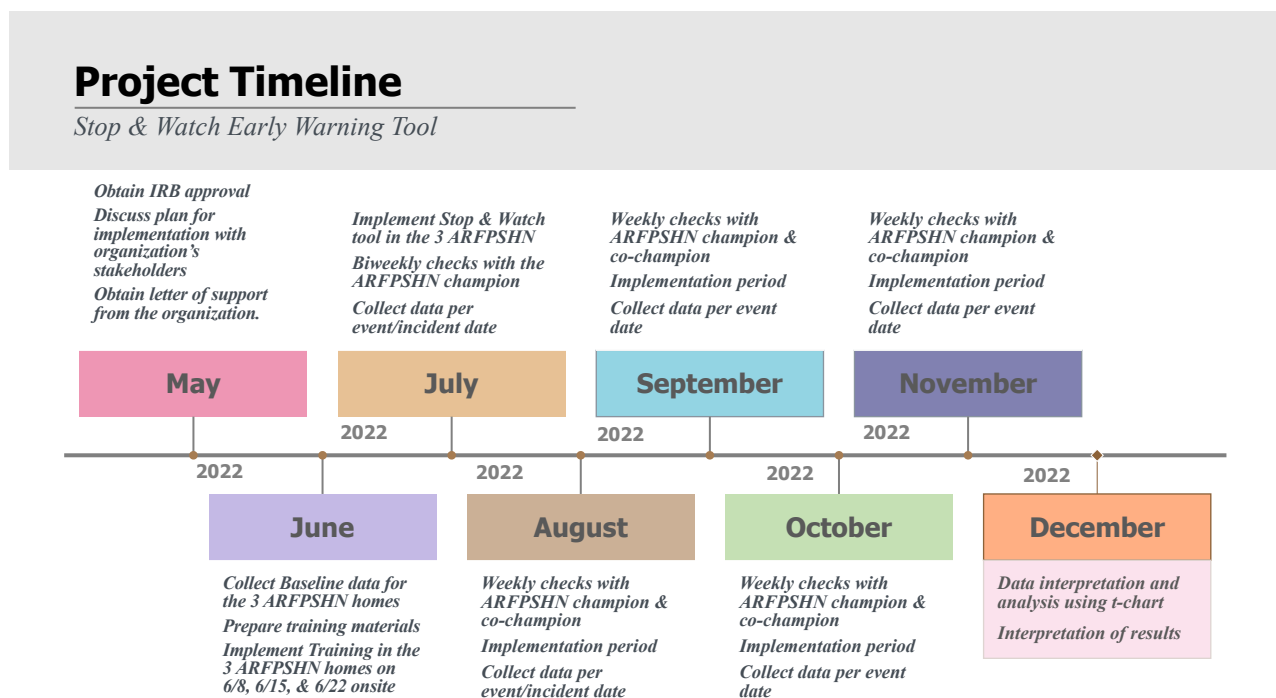 Project Timeline
Stop & Watch Early Warning Tool
Obtain IRB approval
Discuss plan for
implementation with
organization's
stakeholders
Obtain letter of support
from the organization.
Implement Stop & Watch
tool in the 3 ARFPSHN
Biweekly checks with the
ARFPSHN champion
Collect data per
event/incident date
Weekly checks with
ARFPSHN champion &
co-champion
Implementation period
Collect data per event
date
Weekly checks with
ARFPSHN champion &
co-champion
Implementation period
Collect data per event
date
May
July
September
November
2022
2022
2022
2022
2022
2022
2022
June
August
October
December
Collect Baseline data for
the 3 ARFPSHN homes
Prepare training materials
Implement Training in the
3 ARFPSHN homes on
6/8, 6/15, & 6/22 onsite
Weekly checks with
ARFPSHN champion &
co-champion
Implementation period
Collect data per
event/incident date
Weekly checks with
ARFPSHN champion &
co-champion
Implementation period
Collect data per event
date
Data interpretation and
analysis using t-chart
Interpretation of results